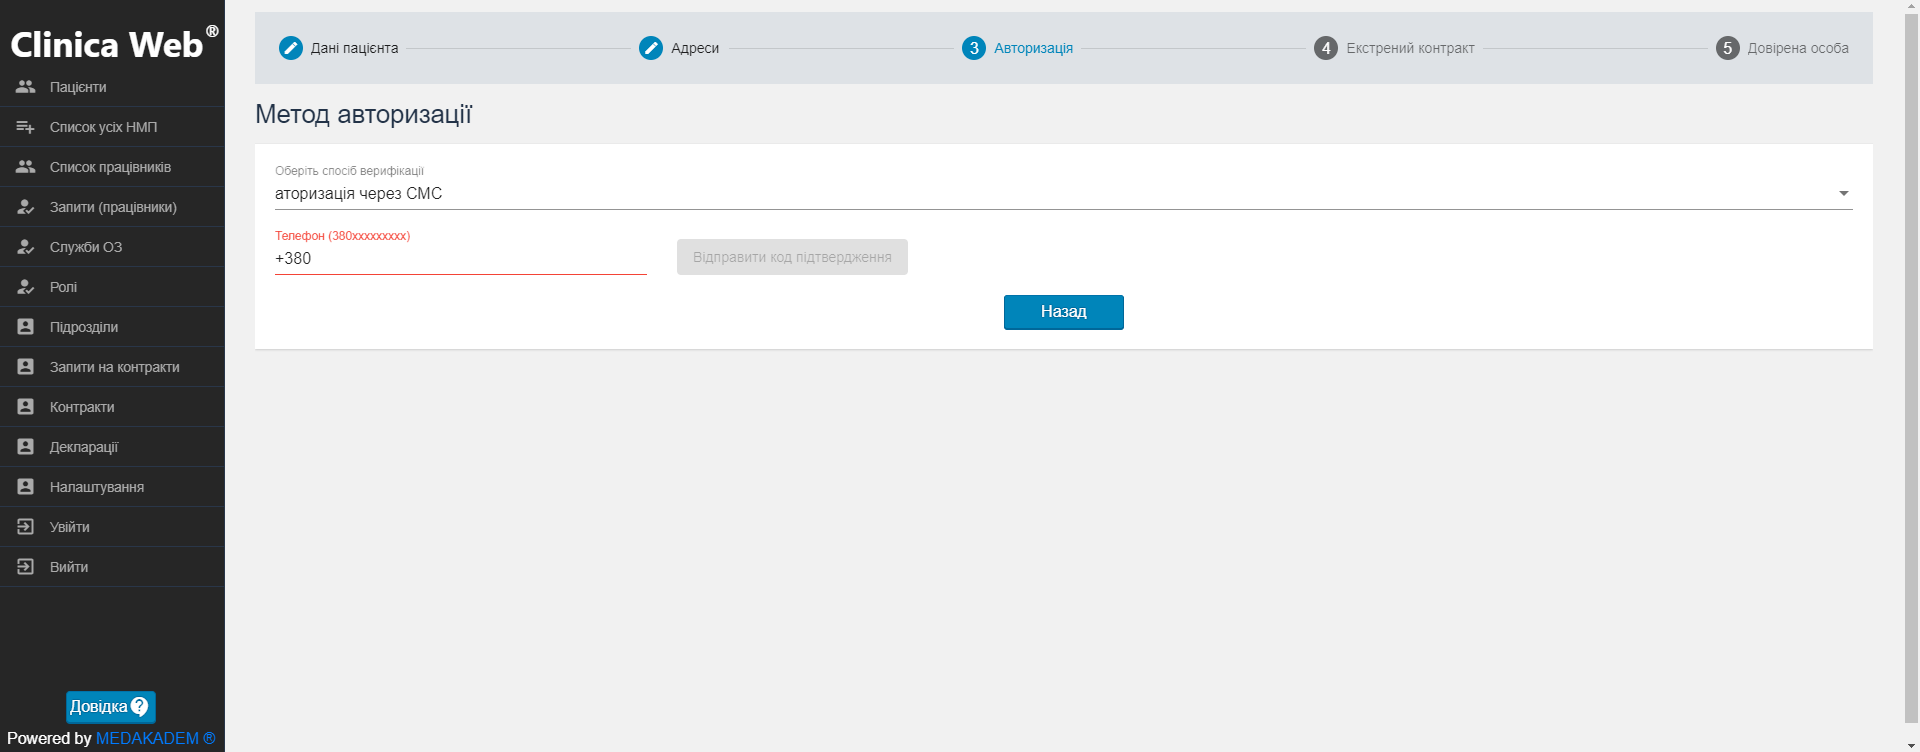 Clinica Web®
Пацієнти
Список усіх НМП
Список працівників
Запити (працівники)
Служби ОЗ
Ролі
Підрозділи
Запити на контракти
Контракти
Декларації
Налаштування
Увійти
Вийти
Довідка ?
Powered by MEDAKADEM ®
Дані пацієнта
Адреси
3 Авторизація
4 Екстрений контракт
5 Довірена особа
Метод авторизації
Оберіть спосіб верифікації
аторизація через СМС
Телефон (380xxxxxxxxx)
+380
Відправити код підтвердження
Назад